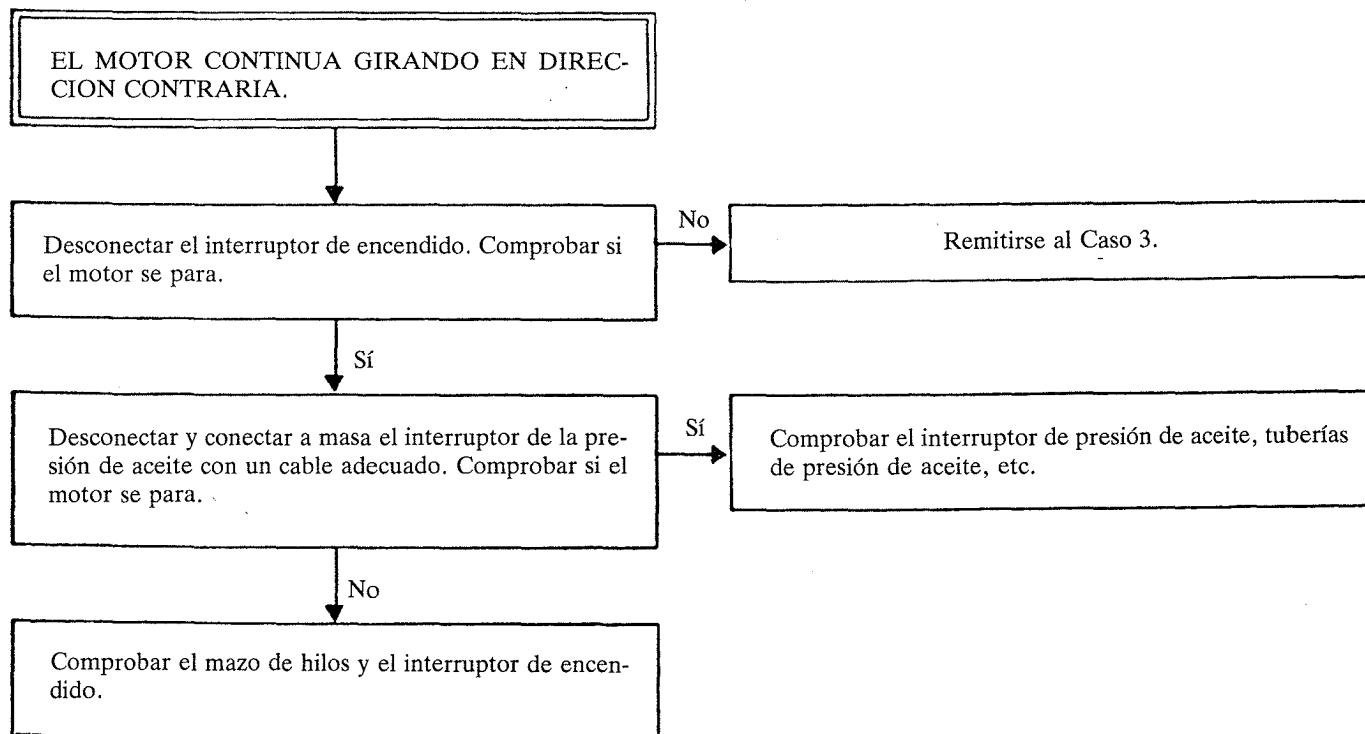 EL MOTOR CONTINUA GIRANDO EN DIREC-
CION CONTRARIA.
Desconectar el interruptor de encendido. Comprobar si
el motor se para.
No
Remitirse al Caso 3.
Sí
Desconectar y conectar a masa el interruptor de la pre-
sión de aceite con un cable adecuado. Comprobar si el
motor se para.
Sí
Comprobar el interruptor de presión de aceite, tuberías
de presión de aceite, etc.
No
Comprobar el mazo de hilos y el interruptor de encen-
dido.